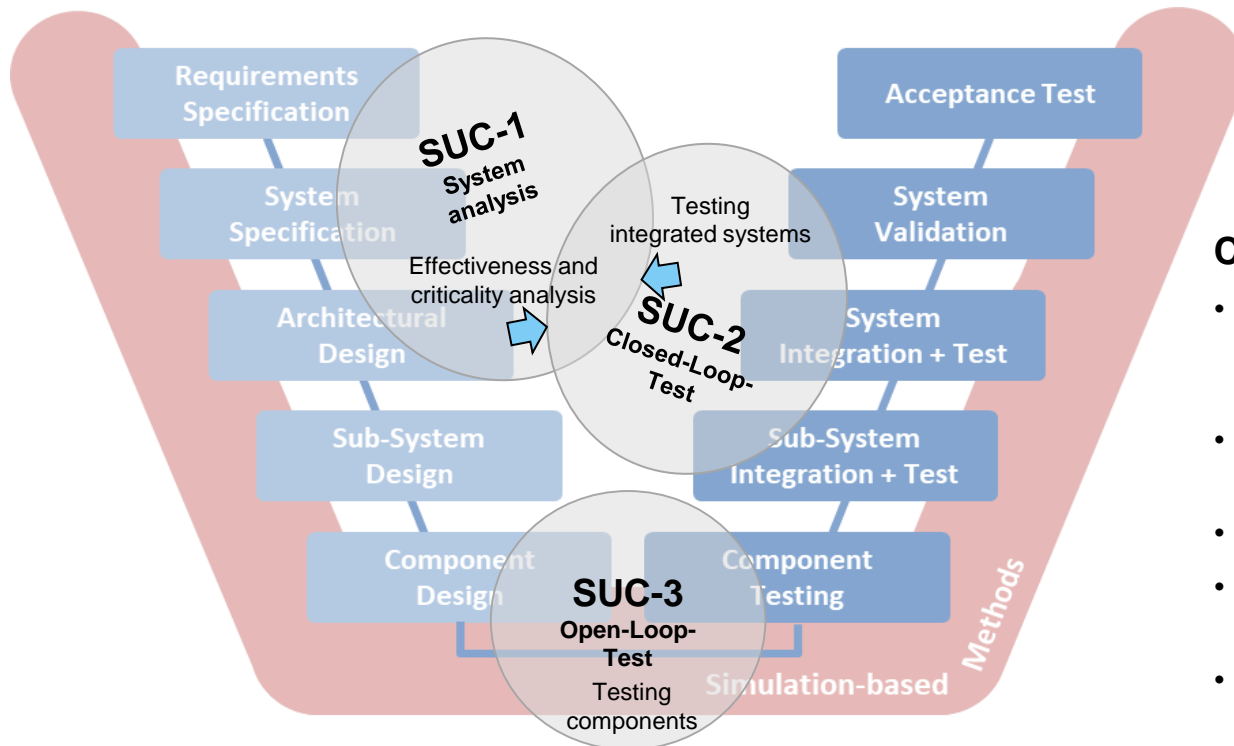 Requirements
Specification
Acceptance Test
SUC-1
System
analysis
System
Specification
Testing
integrated systems
System
Validation
Effectiveness and
criticality analysis
Architectural
Design
SUC-2
Closed-Loop-
Test
System
Integration + Test
Sub-System
Design
Sub-System
Integration + Test
Component
Design
Component
Testing
SUC-3
Open-Loop-
Test
Testing
components
Simulation-based
Methods